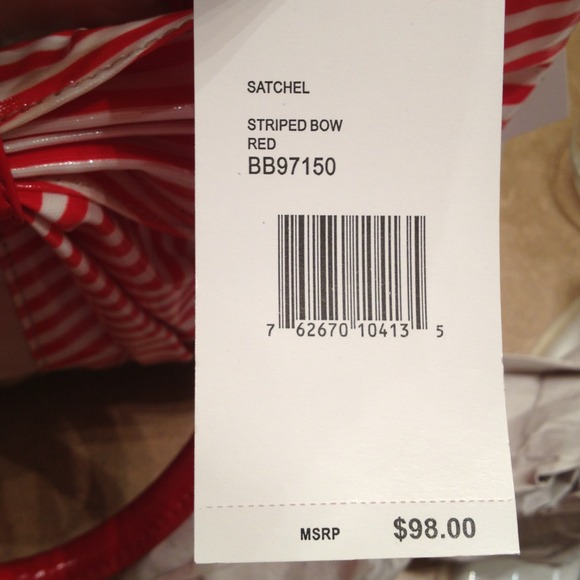 SATCHEL
STRIPED BOW
RED
BB97150
7 62670 10413 5
MSRP $98.00